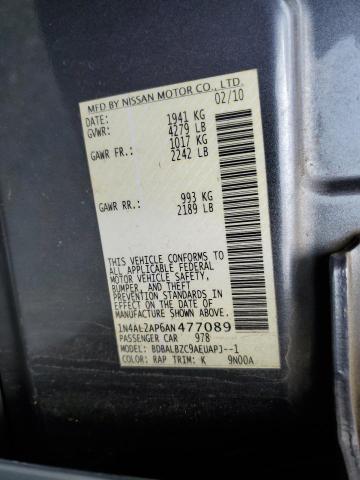 MFD BY NISSAN MOTOR CO., LTD.
02/10
DATE: 1941 KG
GVWR: 4279 LB
GAWR FR.: 1017 KG
2242 LB
GAWR RR.: 993 KG
2189 LB
THIS VEHICLE CONFORMS TO
ALL APPLICABLE FEDERAL
MOTOR VEHICLE SAFETY,
BUMPER, AND THEFT
PREVENTION STANDARDS
IN EFFECT ON THE DATE OF
MANUFACTURE SHOWN ABOVE.
1N4AL2AP6AN477089
PASSENGER CAR 978
MODEL: BDBALBZC9AEUAPJ--1
COLOR: RAP TRIM: K 9N00A